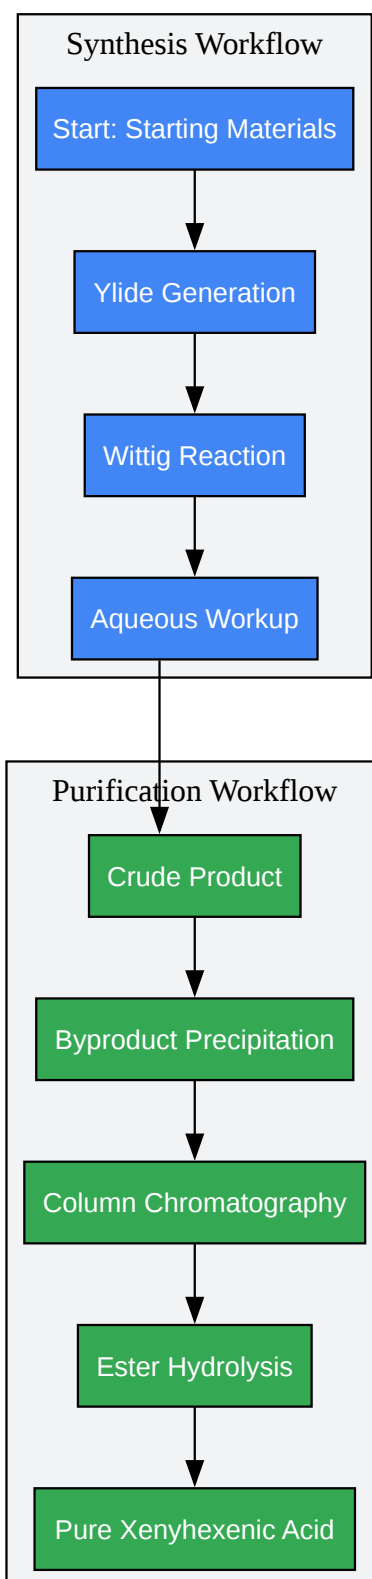 Synthesis Workflow
Start: Starting Materials
Ylide Generation
Wittig Reaction
Aqueous Workup
Purification Workflow
Crude Product
Byproduct Precipitation
Column Chromatography
Ester Hydrolysis
Pure Xenyhexenic Acid